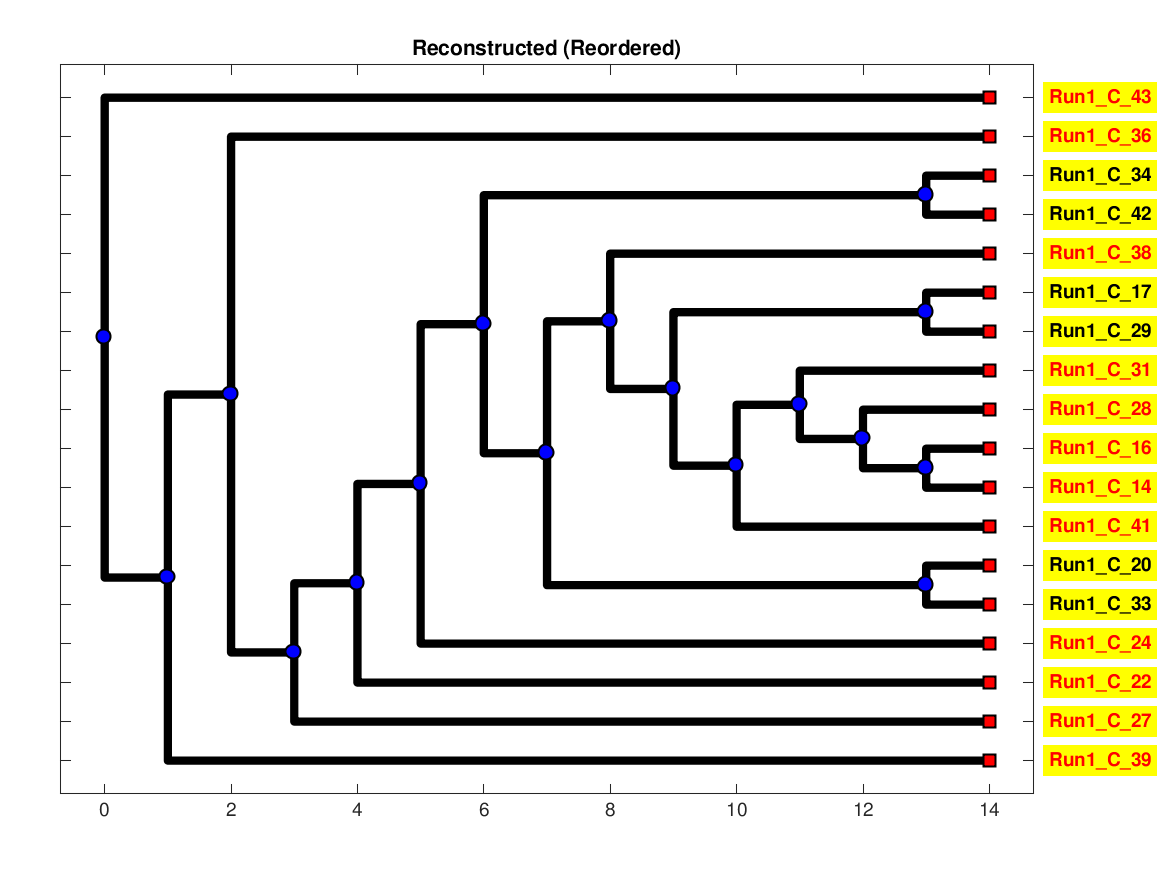 Reconstructed (Reordered)
Run1_C_43
Run1_C_36
Run1_C_34
Run1_C_42
Run1_C_38
Run1_C_17
Run1_C_29
Run1_C_31
Run1_C_28
Run1_C_16
Run1_C_14
Run1_C_41
Run1_C_20
Run1_C_33
Run1_C_24
Run1_C_22
Run1_C_27
Run1_C_39
0 2 4 6 8 10 12 14